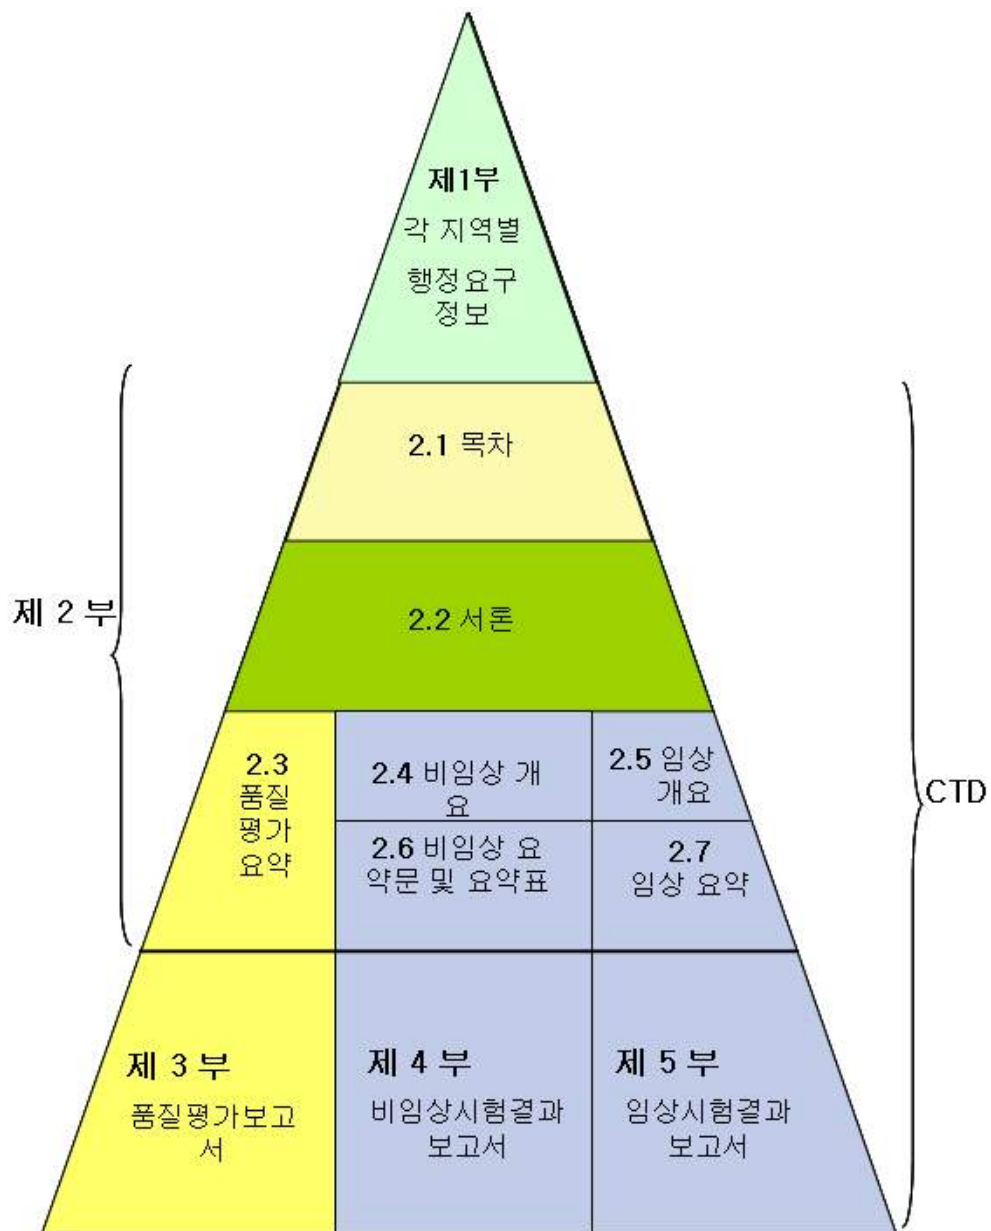 제1부
각 지역별
행정요구
정보
2.1 목차
제 2 부
2.2 서론
2.3
품질
평가
요약
2.4 비임상 개
요
2.5 임상
개요
CTD
2.6 비임상 요
약문 및 요약표
2.7
임상 요약
제 3 부
품질평가보고
서
제 4 부
비임상시험결과
보고서
제 5 부
임상시험결과
보고서